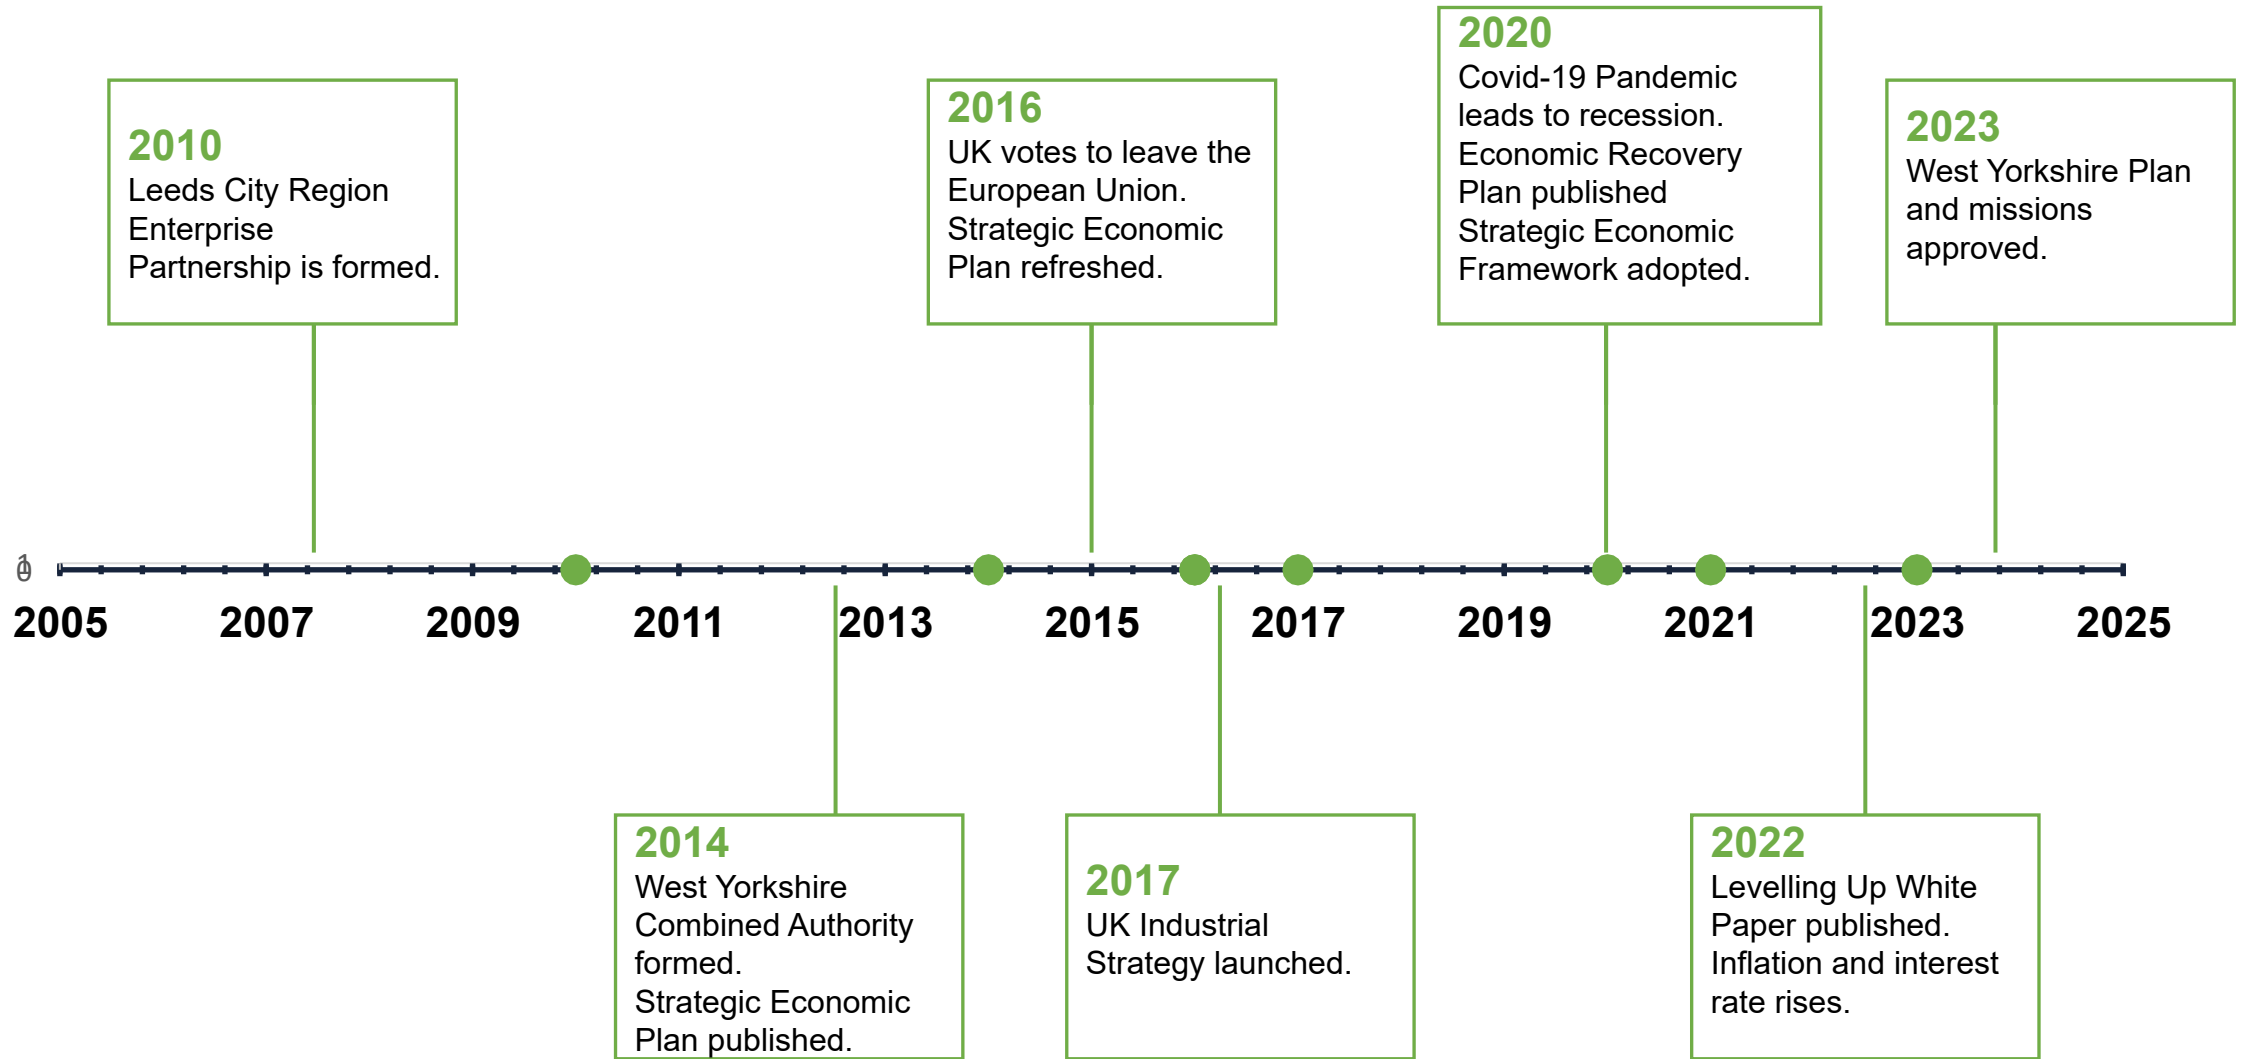 2010
Leeds City Region
Enterprise
Partnership is formed.
2016
UK votes to leave the
European Union.
Strategic Economic
Plan refreshed.
2020
Covid-19 Pandemic
leads to recession.
Economic Recovery
Plan published
Strategic Economic
Framework adopted.
2023
West Yorkshire Plan
and missions
approved.
1
0
2005 2007 2009 2011 2013 2015 2017 2019 2021 2023 2025
2014
West Yorkshire
Combined Authority
formed.
Strategic Economic
Plan published.
2017
UK Industrial
Strategy launched.
2022
Levelling Up White
Paper published.
Inflation and interest
rate rises.